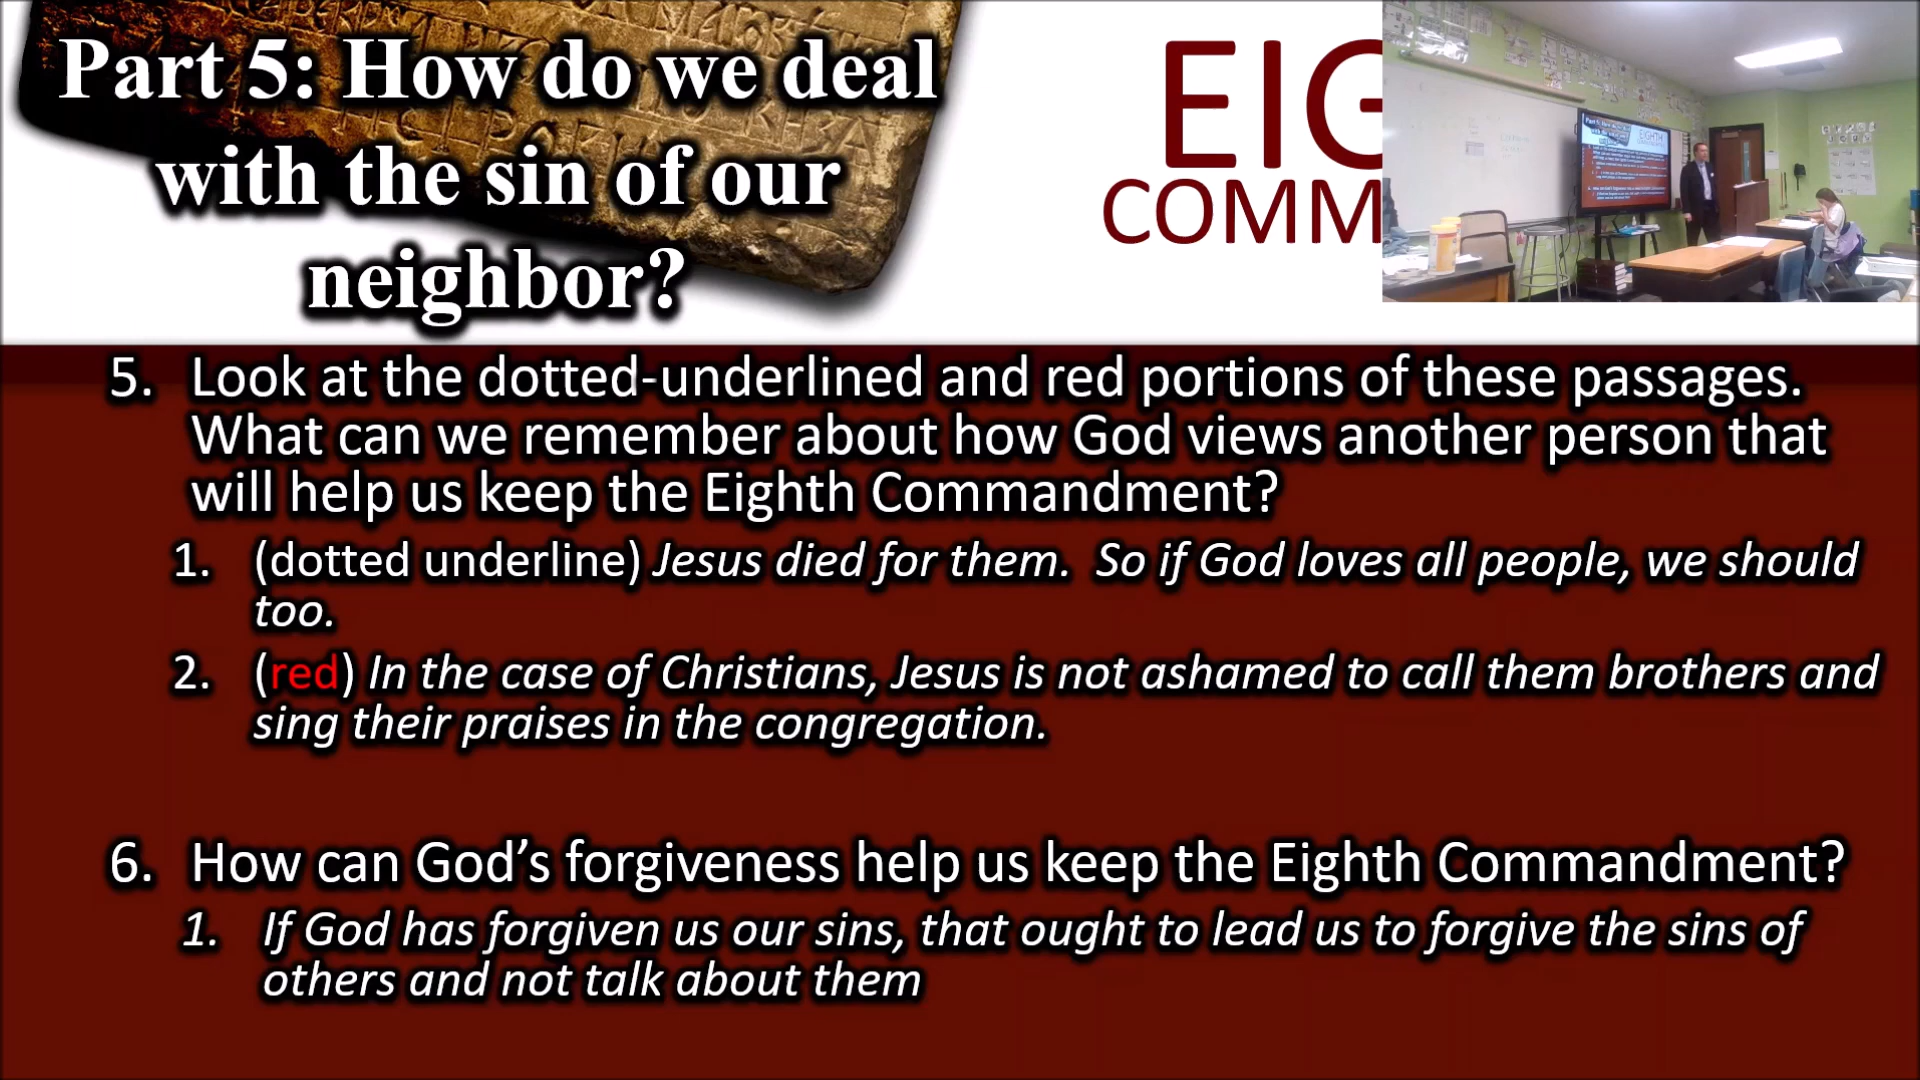 Part 5: How do we deal
with the sin of our
neighbor?
EIG
COMM
5. Look at the dotted-underlined and red portions of these passages.
What can we remember about how God views another person that
will help us keep the Eighth Commandment?
1. (dotted underline) Jesus died for them. So if God loves all people, we should
too.
2. (red) In the case of Christians, Jesus is not ashamed to call them brothers and
sing their praises in the congregation.
6. How can God’s forgiveness help us keep the Eighth Commandment?
1. If God has forgiven us our sins, that ought to lead us to forgive the sins of
others and not talk about them